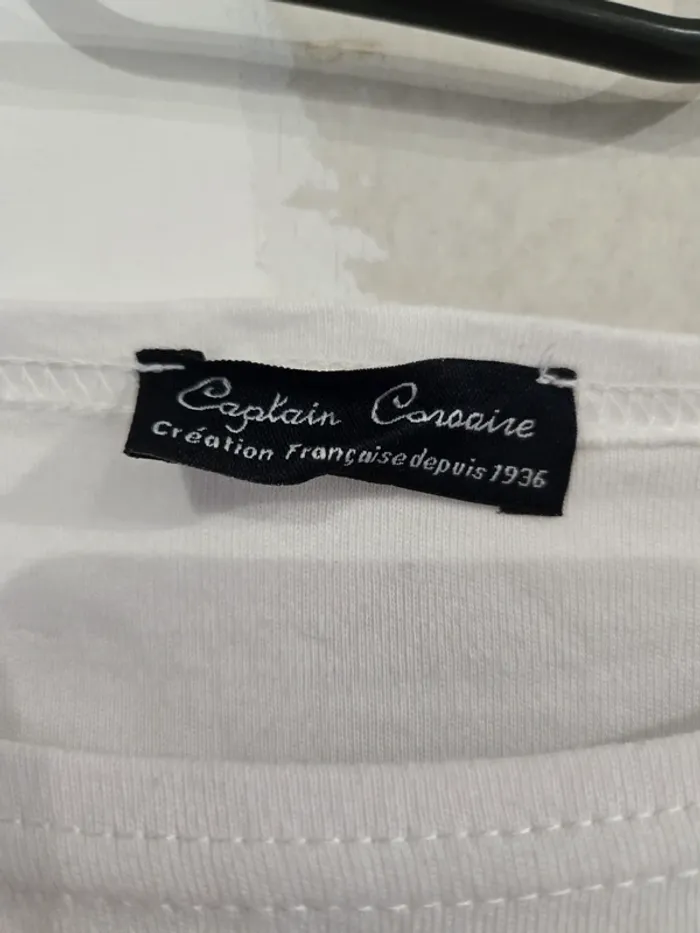 Captain Corsaire
Création Française depuis 1936